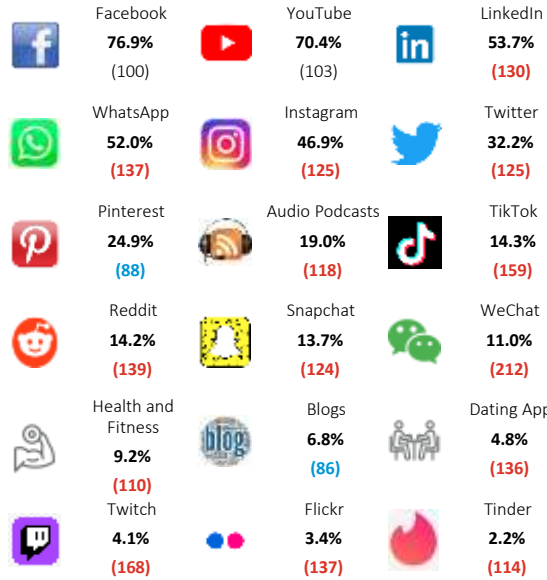 Facebook
76.9%
(100)
YouTube
70.4%
(103)
LinkedIn
53.7%
(130)
WhatsApp
52.0%
(137)
Instagram
46.9%
(125)
Twitter
32.2%
(125)
Pinterest
24.9%
(88)
Audio Podcasts
19.0%
(118)
TikTok
14.3%
(159)
Reddit
14.2%
(139)
Snapchat
13.7%
(124)
WeChat
11.0%
(212)
Health and
Fitness
9.2%
(110)
blog
Blogs
6.8%
(86)
Dating App
4.8%
(136)
Twitch
4.1%
(168)
Flickr
3.4%
(137)
Tinder
2.2%
(114)